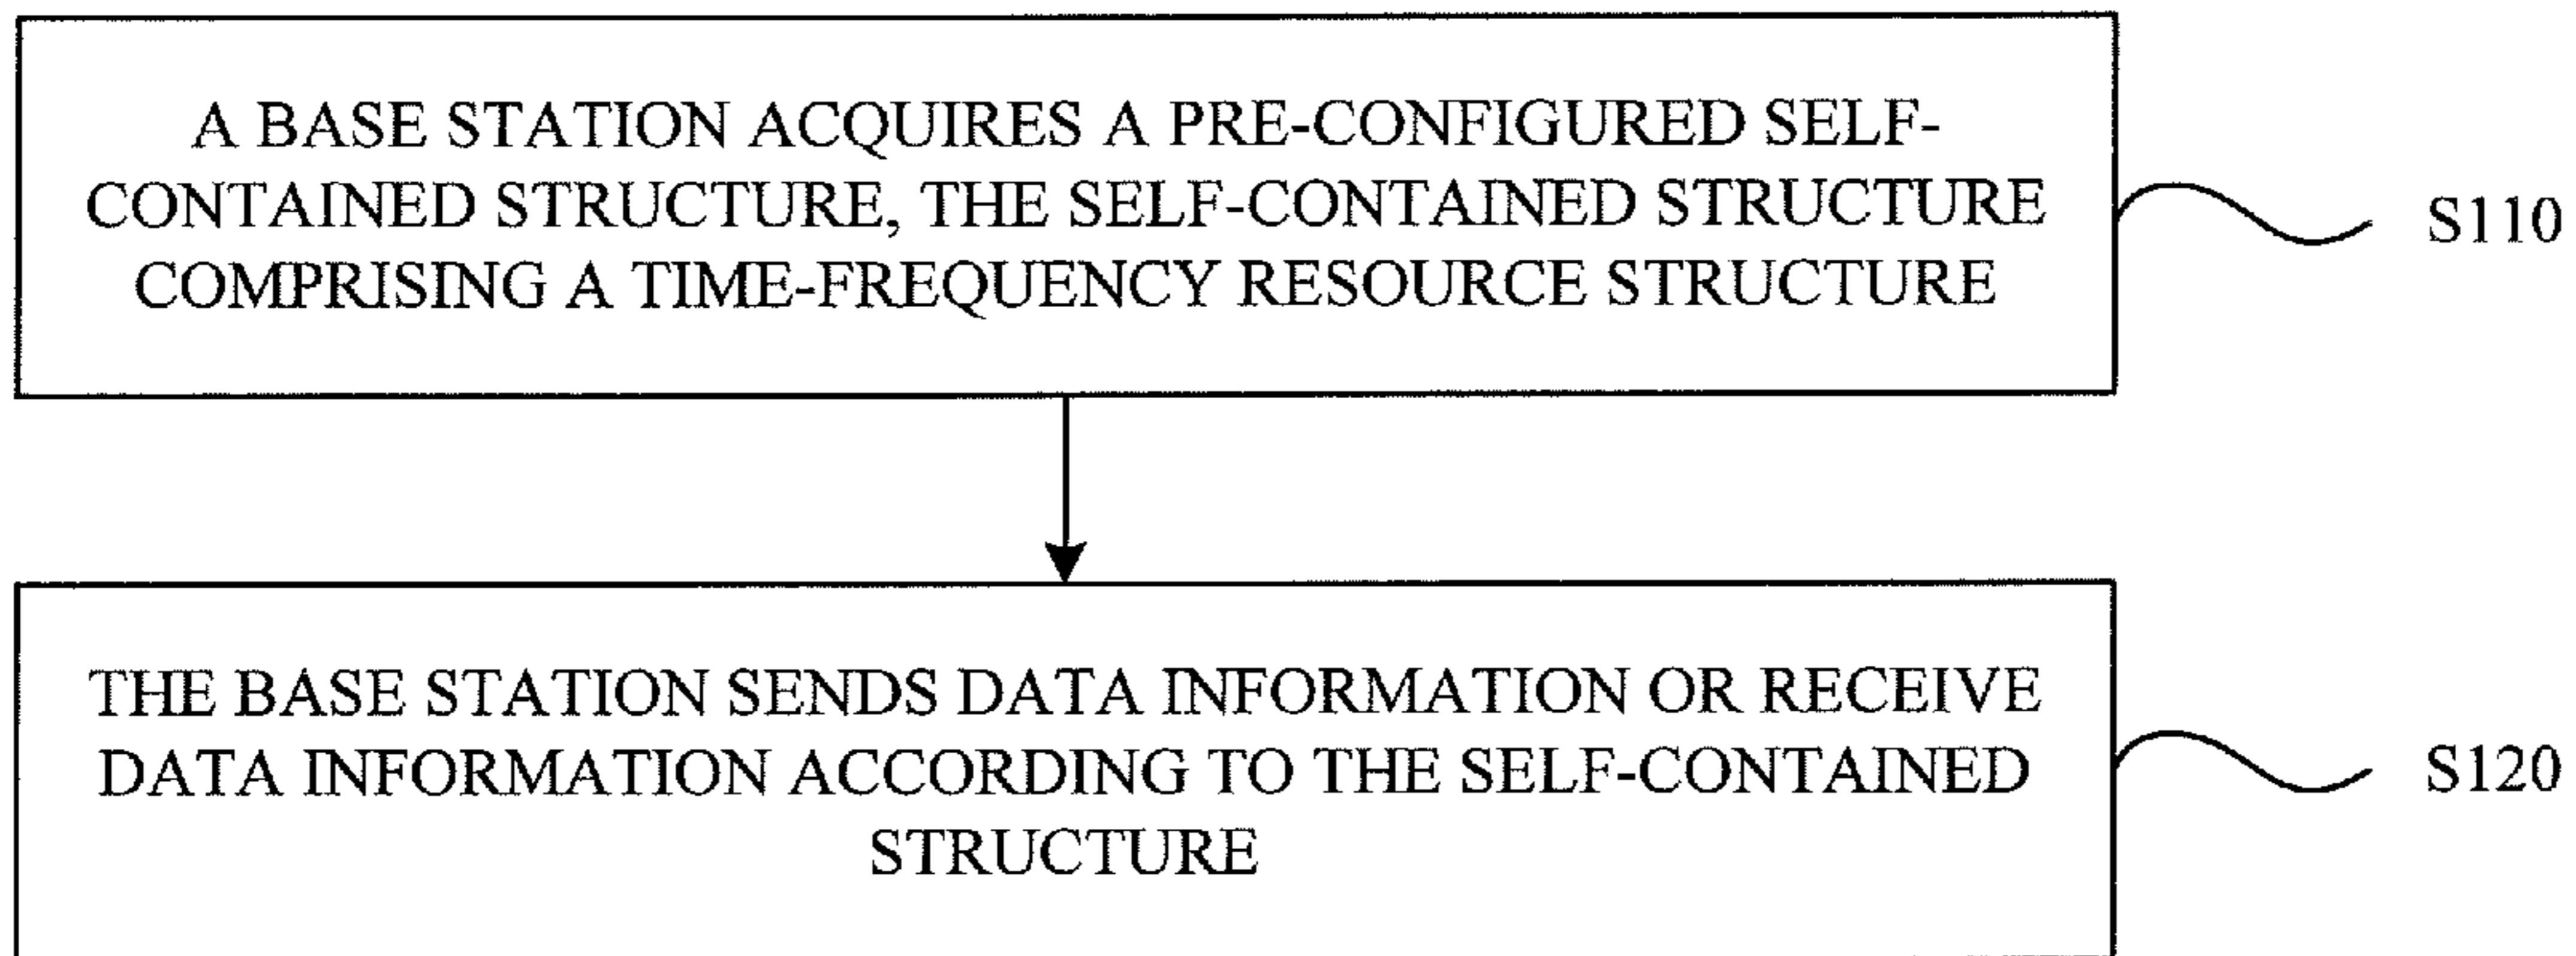 A BASE STATION ACQUIRES A PRE-CONFIGURED SELF-
CONTAINED STRUCTURE, THE SELF-CONTAINED STRUCTURE
COMPRISING A TIME-FREQUENCY RESOURCE STRUCTURE
S110
THE BASE STATION SENDS DATA INFORMATION OR RECEIVE
DATA INFORMATION ACCORDING TO THE SELF-CONTAINED
STRUCTURE
S120